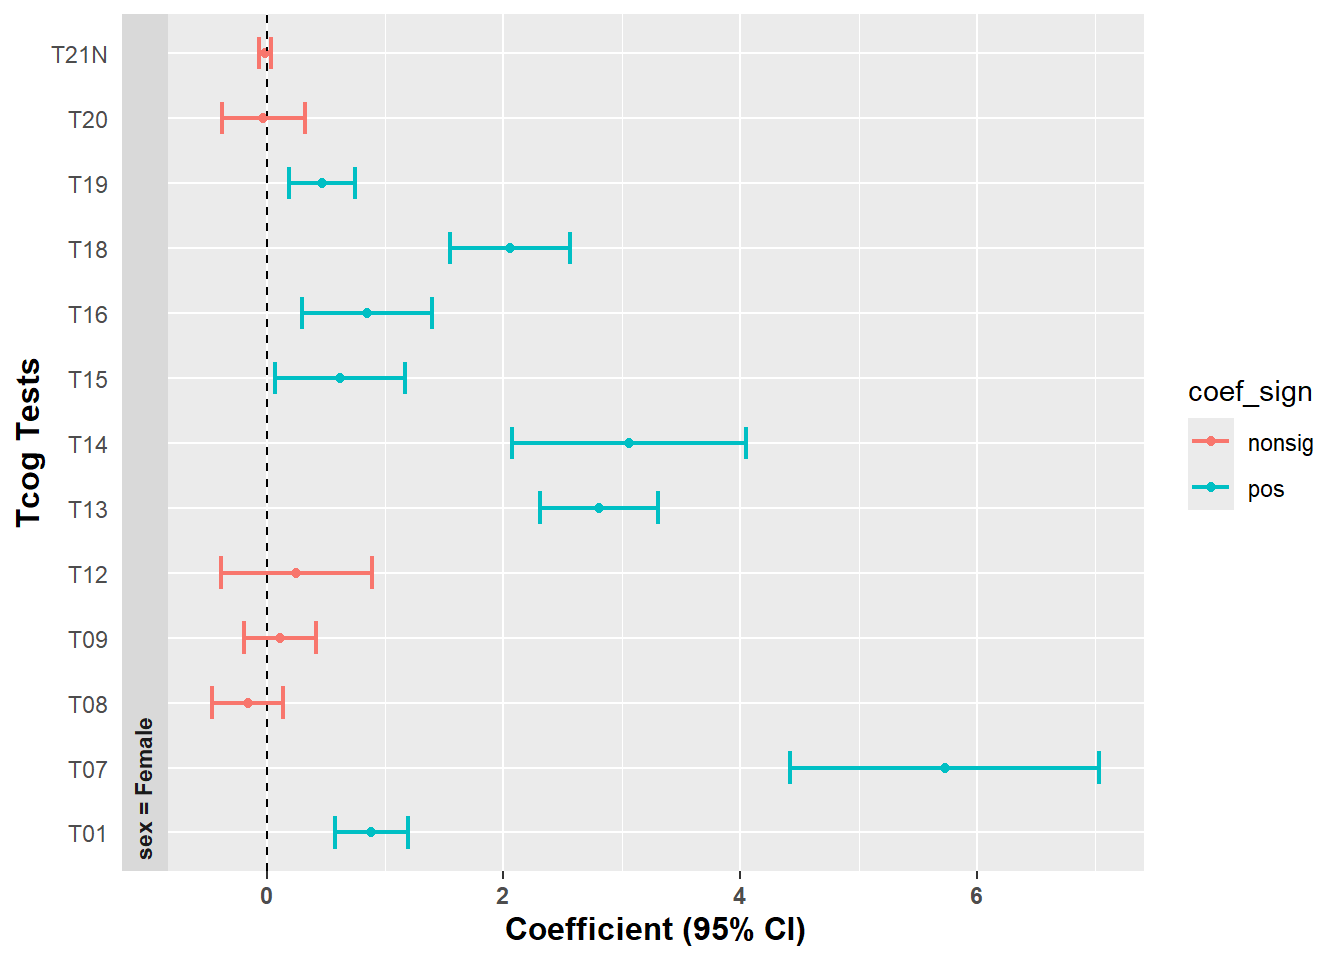 T21N
T20
T19
T18
T16
T15
T14
T13
T12
T09
T08
T07
T01
Tcog Tests
sex = Female
0 2 4 6
Coefficient (95% CI)
coef_sign
nonsig
pos